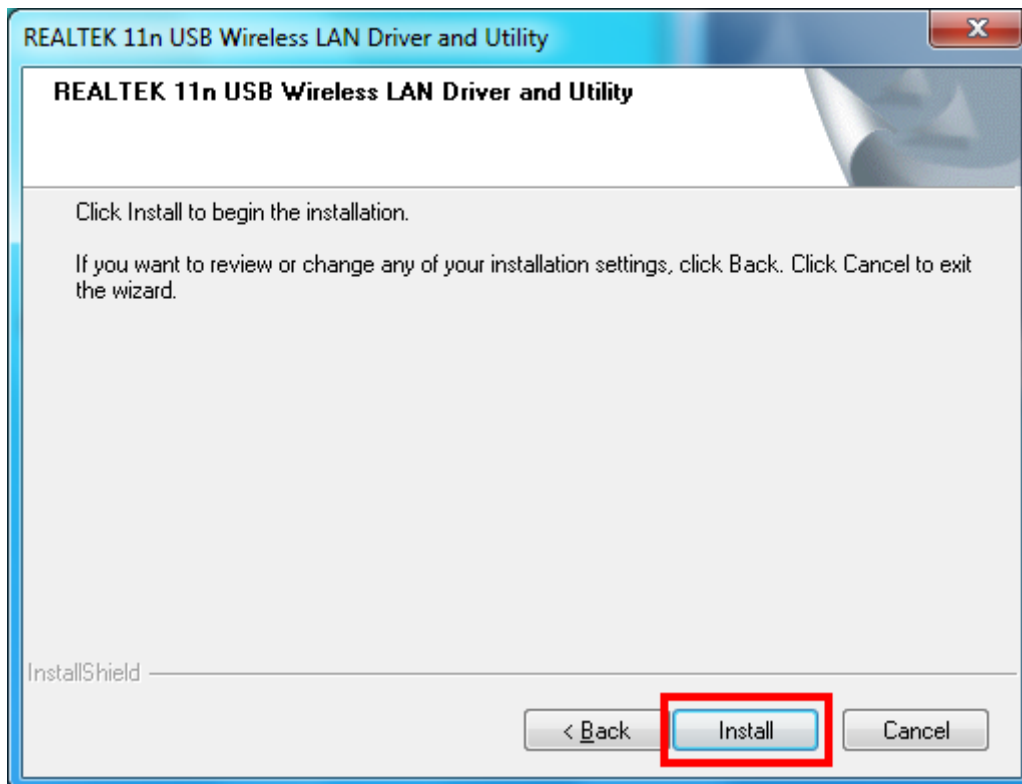 REALTEK 11n USB Wireless LAN Driver and Utility
REALTEK 11n USB Wireless LAN Driver and Utility
Click Install to begin the installation.
If you want to review or change any of your installation settings, click Back. Click Cancel to exit
the wizard.
InstallShield
< Back
Install
Cancel